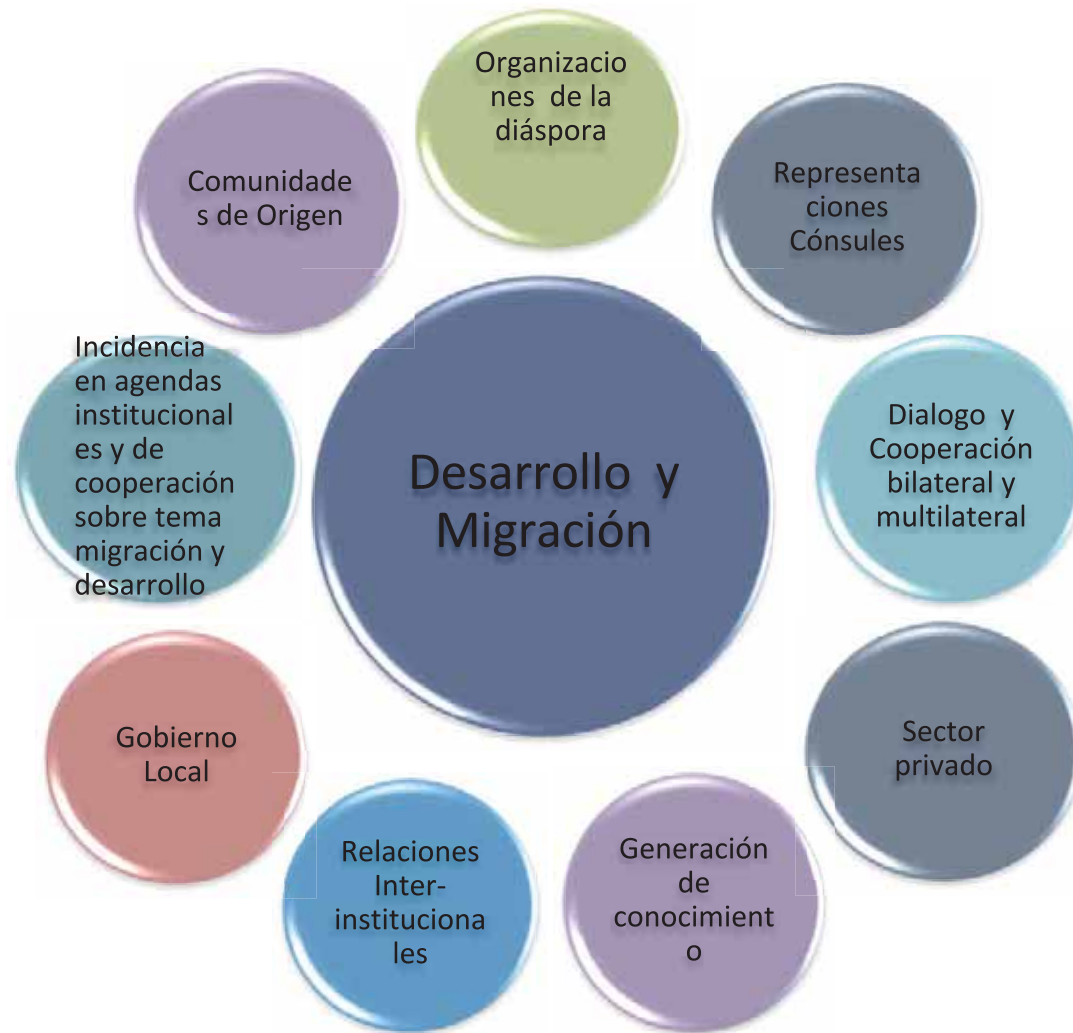 Organizacio
nes de la
diáspora
Representa
ciones
Cónsules
Dialogo y
Cooperación
bilateral y
multilateral
Sector
privado
Generación
de
conocimient
o
Relaciones
Inter-
instituciona
les
Gobierno
Local
Incidencia
en agendas
institucional
es y de
cooperación
sobre tema
migración y
desarrollo
Comunidade
s de Origen
Desarrollo y
Migración